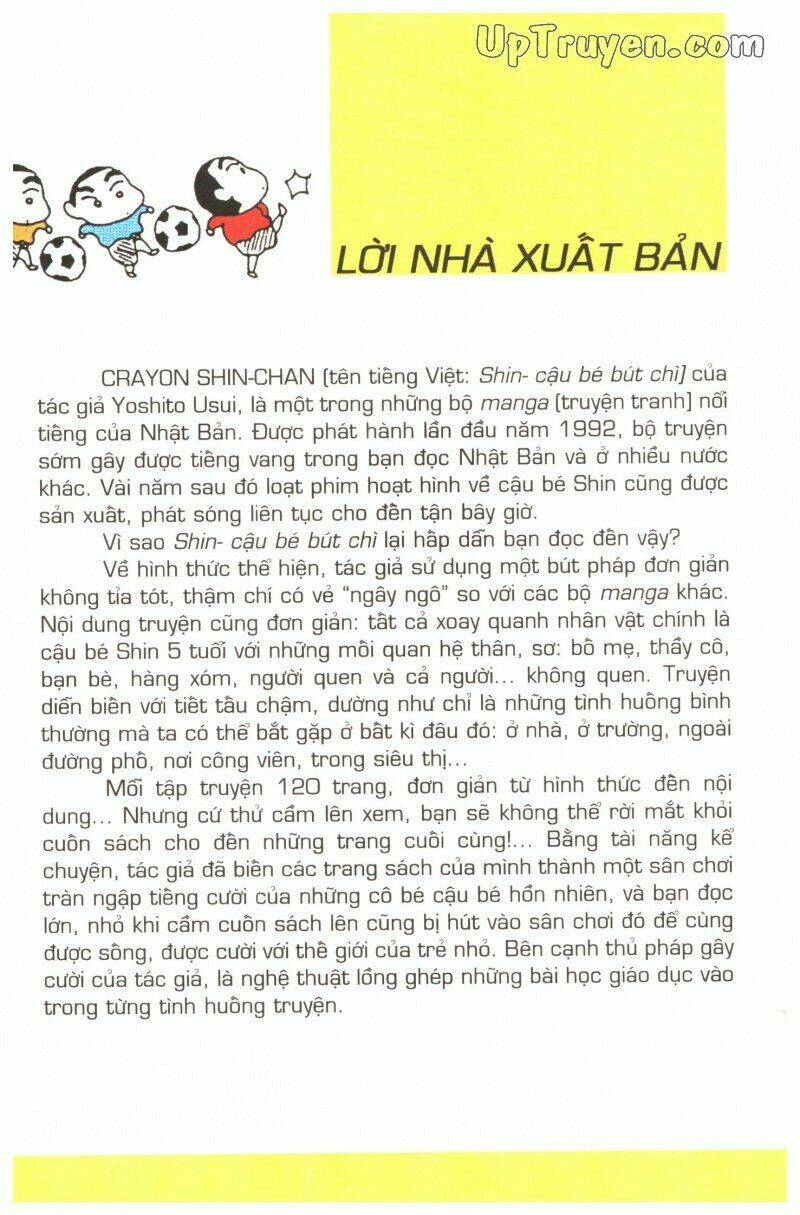 UpTruyen.com
LỜI NHÀ XUẤT BẢN
CRAYON SHIN-CHAN (tên tiếng Việt: Shin- cậu bé bút chì) của
tác giả Yoshito Usui, là một trong những bộ manga (truyện tranh) nổi
tiếng của Nhật Bản. Được phát hành lần đầu năm 1992, bộ truyện
sớm gây được tiếng vang trong bạn đọc Nhật Bản và ở nhiều nước
khác. Vài năm sau đó loạt phim hoạt hình về cậu bé Shin cũng được
sản xuất, phát sóng liên tục cho đến tận bây giờ.
Vì sao Shin- cậu bé bút chì lại hấp dẫn bạn đọc đến vậy?
Về hình thức thể hiện, tác giả sử dụng một bút pháp đơn giản
không tỉa tót, thậm chí có vẻ “ngây ngô” so với các bộ manga khác.
Nội dung truyện cũng đơn giản: tất cả xoay quanh nhân vật chính là
cậu bé Shin 5 tuổi với những mối quan hệ thân, sơ: bố mẹ, thầy cô,
bạn bè, hàng xóm, người quen và cả người... không quen. Truyện
diễn biến với tiết tấu chậm, dường như chỉ là những tình huống bình
thường mà ta có thể bắt gặp ở bất kì đâu đó: ở nhà, ở trường, ngoài
đường phố, nơi công viên, trong siêu thị...
Mỗi tập truyện 120 trang, đơn giản từ hình thức đến nội
dung... Nhưng cứ thử cầm lên xem, bạn sẽ không thể rời mắt khỏi
cuốn sách cho đến những trang cuối cùng!... Bằng tài năng kể
chuyện, tác giả đã biến các trang sách của mình thành một sân chơi
tràn ngập tiếng cười của những cô bé cậu bé hồn nhiên, và bạn đọc
lớn, nhỏ khi cầm cuốn sách lên cũng bị hút vào sân chơi đó để cùng
được sống, được cười với thế giới của trẻ nhỏ. Bên cạnh thủ pháp gây
cười của tác giả, là nghệ thuật lồng ghép những bài học giáo dục vào
trong từng tình huống truyện.